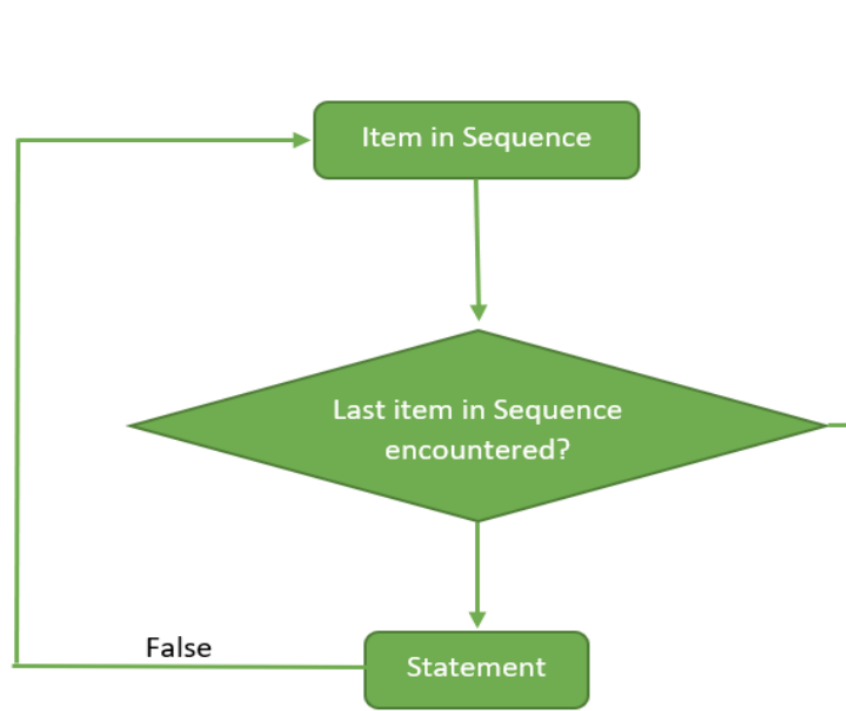 Item in Sequence
Last item in Sequence
encountered?
False
Statement